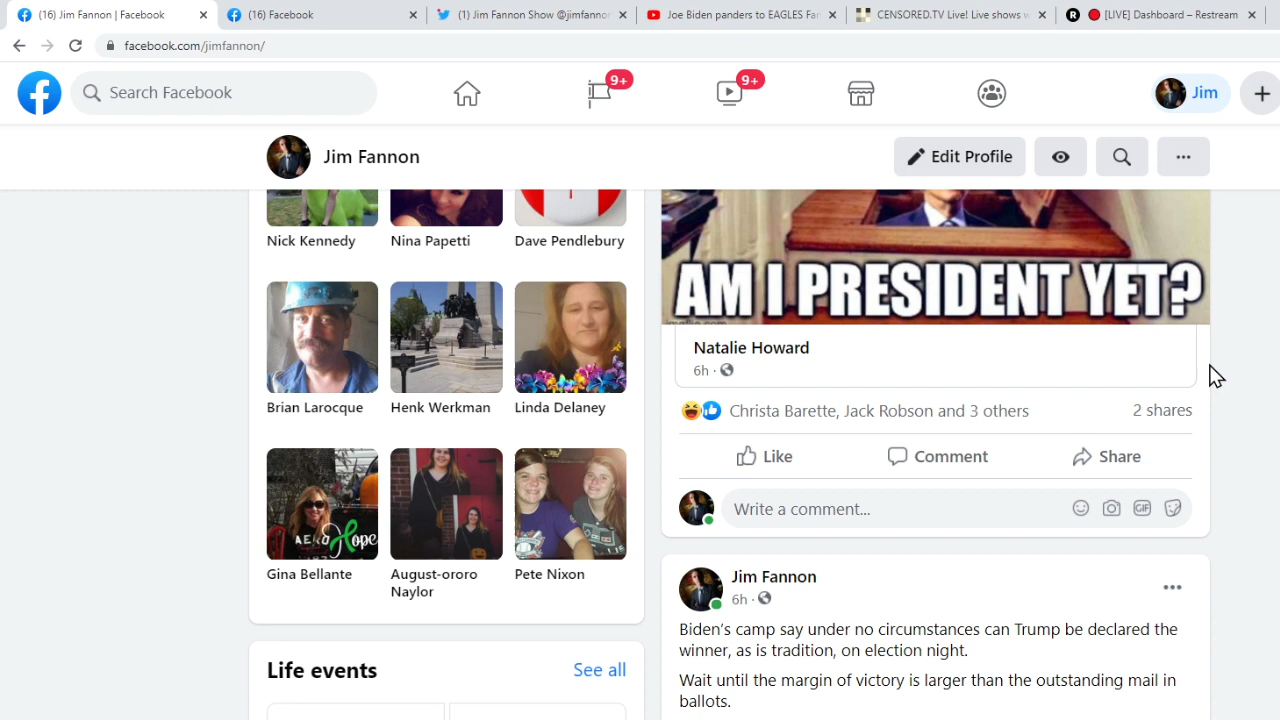 (16) Jim Fannon | Facebook
(16) Facebook
(1) Jim Fannon Show @jimfannon
Joe Biden panders to EAGLES Fan
CENSORED.TV Live! Live shows w
R
[LIVE] Dashboard – Restream
facebook.com/jimfannon/
Search Facebook
9+
9+
Jim
Jim Fannon
Edit Profile
Nick Kennedy
Nina Papetti
Dave Pendlebury
Brian Larocque
Henk Werkman
Linda Delaney
AERO
Hope
Gina Bellante
August-ororo
Naylor
Pete Nixon
Life events
See all
AM I PRESIDENT YET?
Natalie Howard
6h ·
Christa Barette, Jack Robson and 3 others
2 shares
Like
Comment
Share
Write a comment...
GIF
Jim Fannon
6h ·
Biden's camp say under no circumstances can Trump be declared the
winner, as is tradition, on election night.
Wait until the margin of victory is larger than the outstanding mail in
ballots.